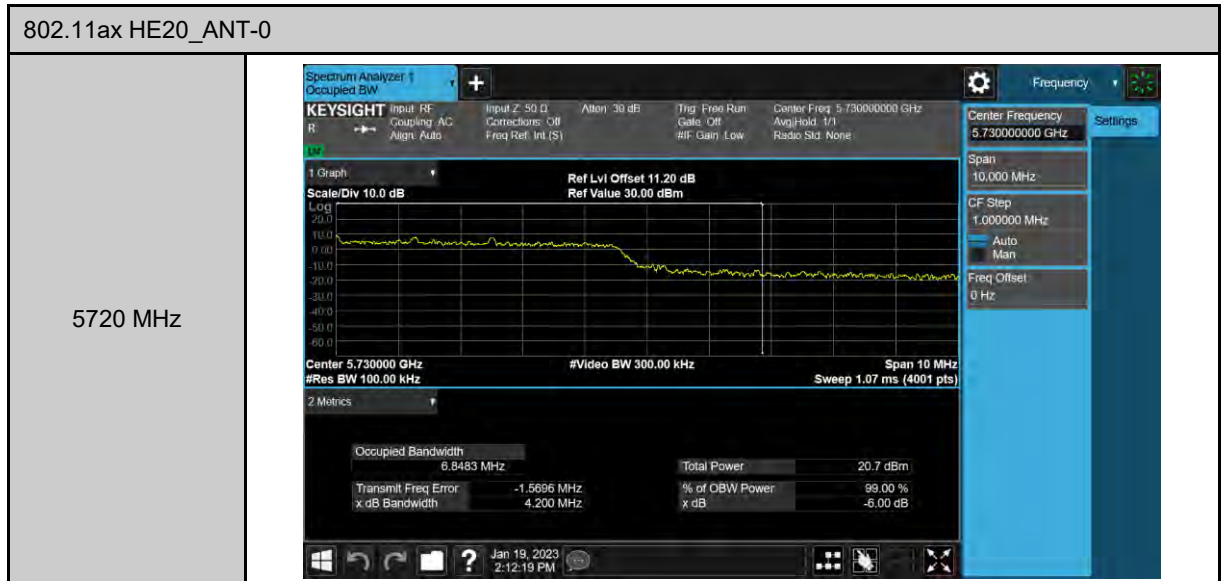 802.11ax HE20_ANT-0
5720 MHz
Spectrum Analyzer 1
Occupied BW
+
Frequency
KEYSIGHT
R
Input: RF
Coupling: AC
Align: Auto
Input Z: 50 Ω
Corrections: Off
Freq Ref: Int (S)
Atten: 30 dB
Trig: Free Run
Gate: Off
#IF Gain: Low
Center Freq: 5.730000000 GHz
Avg|Hold: 1/1
Radio Std: None
Center Frequency
5.730000000 GHz
Settings
Span
10.000 MHz
CF Step
1.000000 MHz
Auto
Man
Freq Offset
0 Hz
1 Graph
Ref Lvl Offset 11.20 dB
Scale/Div 10.0 dB
Ref Value 30.00 dBm
Log
20.0
10.0
0.00
-10.0
-20.0
-30.0
-40.0
-50.0
-60.0
Center 5.730000 GHz
#Video BW 300.00 kHz
Span 10 MHz
#Res BW 100.00 kHz
Sweep 1.07 ms (4001 pts)
2 Metrics
Occupied Bandwidth
6.8483 MHz
Total Power 20.7 dBm
Transmit Freq Error -1.5696 MHz
% of OBW Power 99.00 %
x dB Bandwidth 4.200 MHz
x dB -6.00 dB
?
Jan 19, 2023
2:12:19 PM